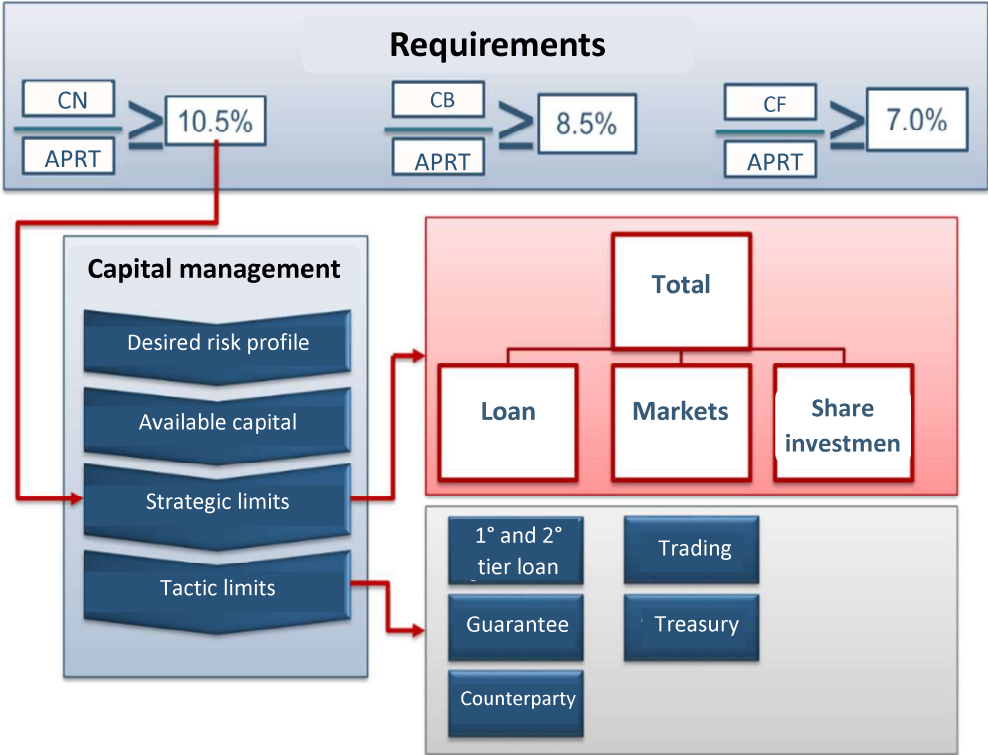 Requirements
CN
APRT
≥
10.5%
CB
APRT
≥
8.5%
CF
APRT
≥
7.0%
Capital management
Desired risk profile
Available capital
Strategic limits
Tactic limits
Total
Loan
Markets
Share
investmen
1° and 2°
tier loan
Trading
Guarantee
Treasury
Counterparty